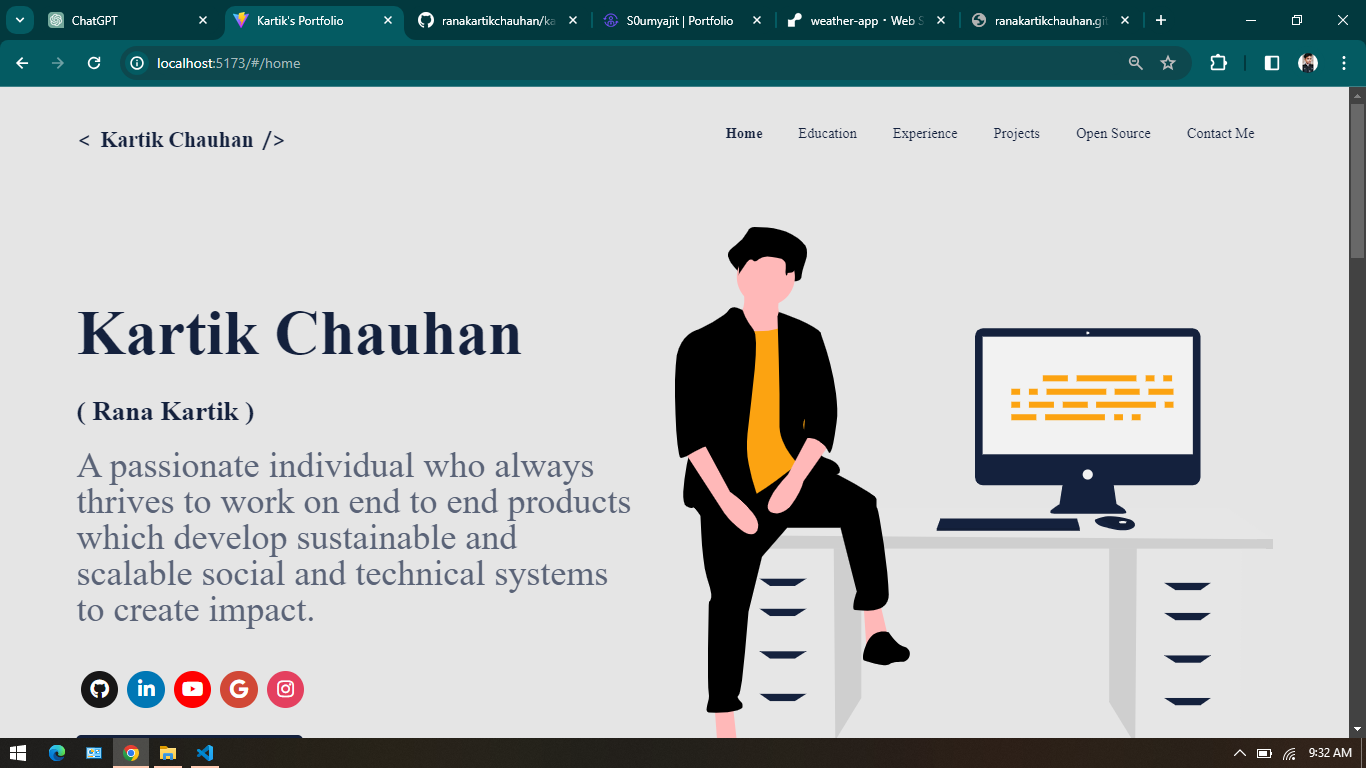 ChatGPT
Kartik's Portfolio
ranakartikchauhan/ka
S0umyajit | Portfolio
weather-app · Web S
ranakartikchauhan.git
localhost:5173/#/home
< Kartik Chauhan />
Home Education Experience Projects Open Source Contact Me
Kartik Chauhan
( Rana Kartik )
A passionate individual who always
thrives to work on end to end products
which develop sustainable and
scalable social and technical systems
to create impact.
9:32 AM